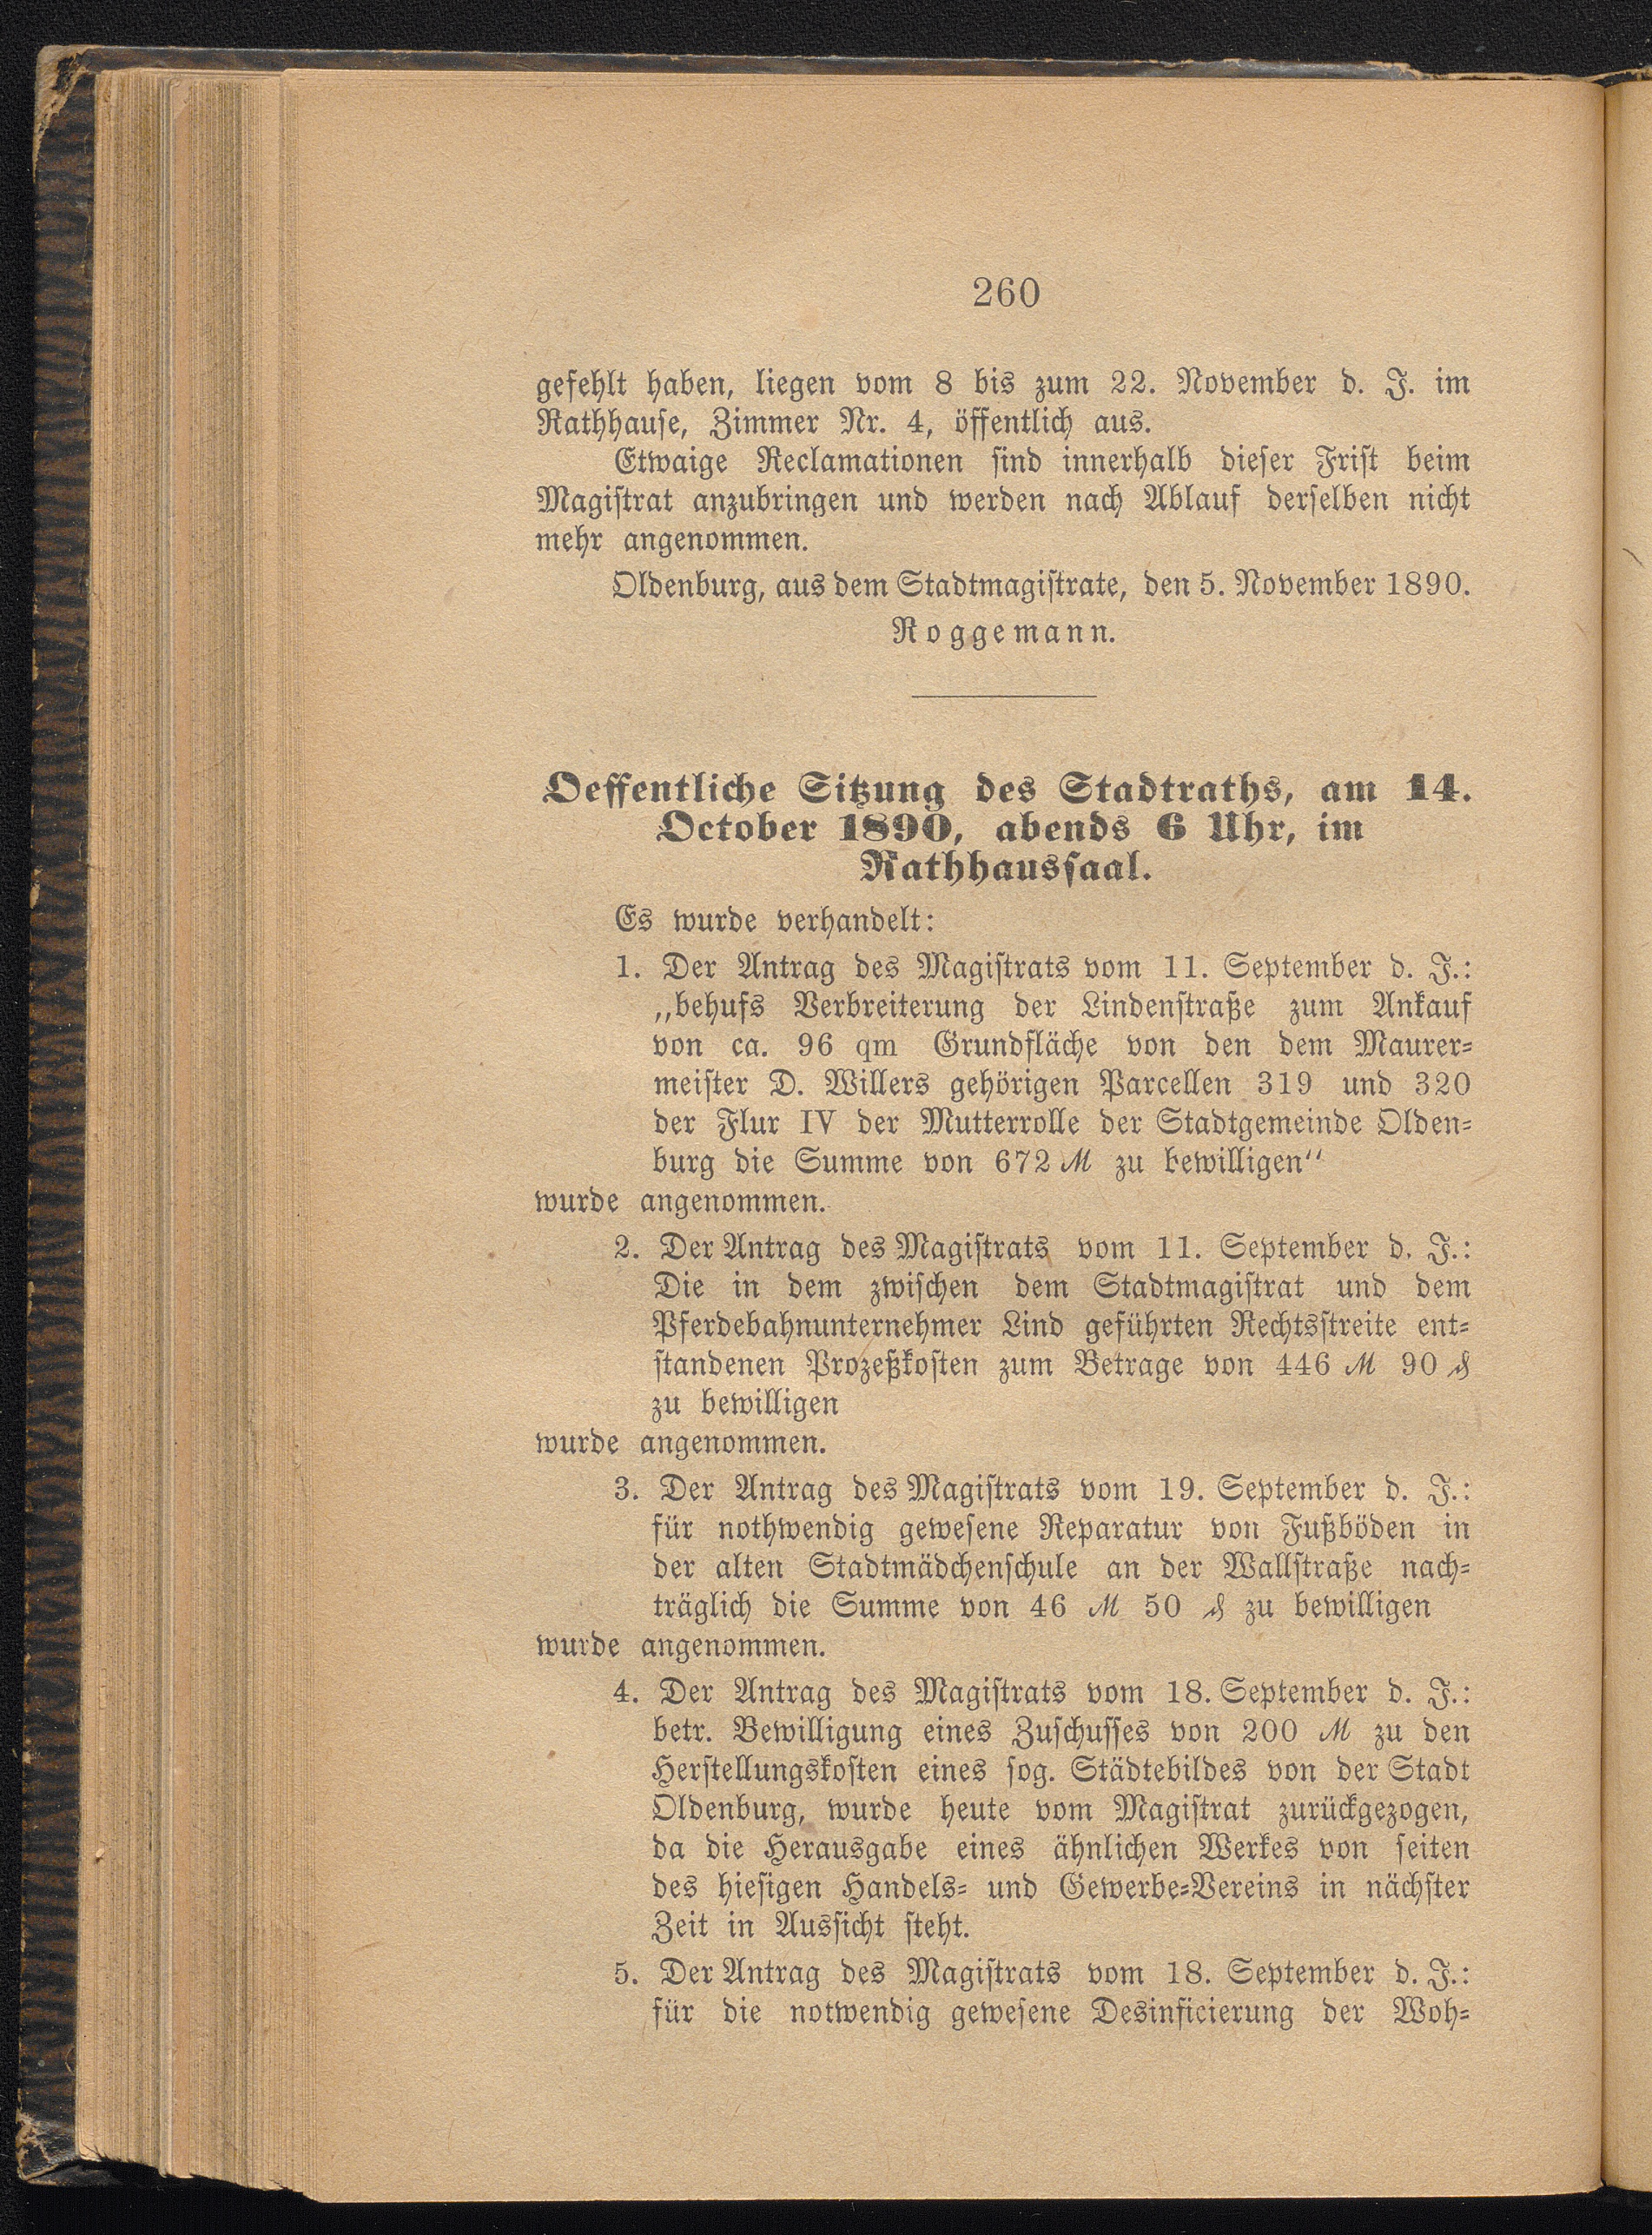 260
gefehlt haben, liegen vom 8 bis zum 22. November d. J. im
Rathhauſe, Zimmer Nr. 4, öffentlich aus.
Etwaige Reclamationen ſind innerhalb dieſer Friſt beim
Magiſtrat anzubringen und werden nach Ablauf derſelben nicht
mehr angenommen.
Oldenburg, aus dem Stadtmagiſtrate, den 5. November 1890.
Roggemann.
Oeffentliche Sitzung des Stadtraths, am 14.
October 1890, abends 6 Uhr, im
Rathhausſaal.
Es wurde verhandelt:
1. Der Antrag des Magiſtrats vom 11. September d. J.:
„behufs Verbreiterung der Lindenſtraße zum Ankauf
von ca. 96 qm Grundfläche von den dem Maurer⸗
meiſter D. Willers gehörigen Parcellen 319 und 320
der Flur IV der Mutterrolle der Stadtgemeinde Olden⸗
burg die Summe von 672 ℳ zu bewilligen“
wurde angenommen.
2. Der Antrag des Magiſtrats vom 11. September d. J.:
Die in dem zwiſchen dem Stadtmagiſtrat und dem
Pferdebahnunternehmer Lind geführten Rechtsſtreite ent⸗
ſtandenen Prozeßkoſten zum Betrage von 446 ℳ 90 ₰
zu bewilligen
wurde angenommen.
3. Der Antrag des Magiſtrats vom 19. September d. J.:
für nothwendig geweſene Reparatur von Fußböden in
der alten Stadtmädchenſchule an der Wallſtraße nach⸗
träglich die Summe von 46 ℳ 50 ₰ zu bewilligen
wurde angenommen.
4. Der Antrag des Magiſtrats vom 18. September d. J.:
betr. Bewilligung eines Zuſchuſſes von 200 ℳ zu den
Herſtellungskoſten eines ſog. Städtebildes von der Stadt
Oldenburg, wurde heute vom Magiſtrat zurückgezogen,
da die Herausgabe eines ähnlichen Werkes von ſeiten
des hieſigen Handels⸗ und Gewerbe⸗Vereins in nächſter
Zeit in Ausſicht ſteht.
5. Der Antrag des Magiſtrats vom 18. September d. J.:
für die notwendig geweſene Desinficierung der Woh⸗